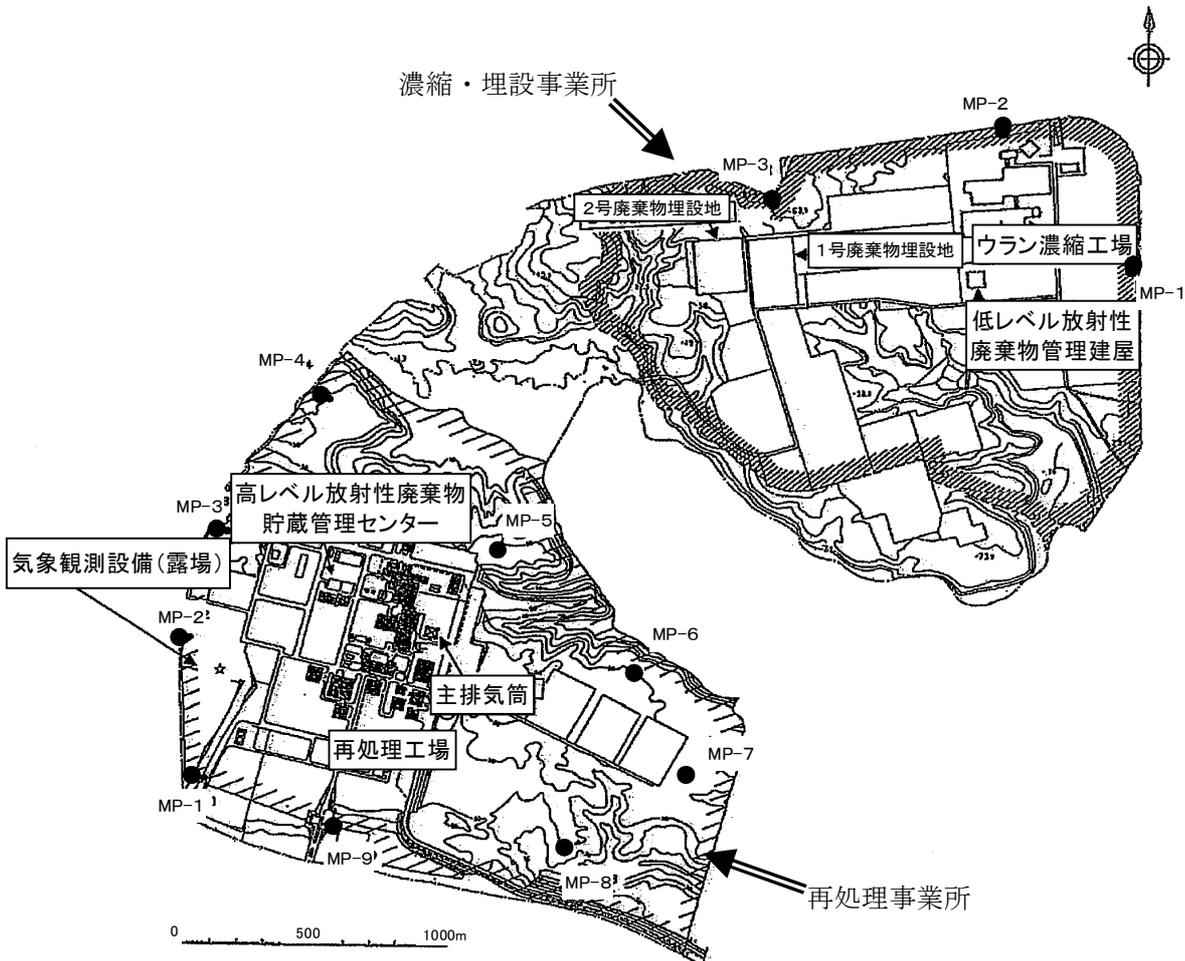 濃縮・埋設事業所
MP-2
MP-3
2号廃棄物埋設地
1号廃棄物埋設地
ウラン濃縮工場
MP-1
低レベル放射性
廃棄物管理建屋
MP-4
高レベル放射性廃棄物
貯蔵管理センター
MP-3
MP-5
気象観測設備(露場)
MP-2
MP-6
主排気筒
再処理工場
MP-7
MP-1
MP-9
MP-8
再処理事業所
0 500 1000m